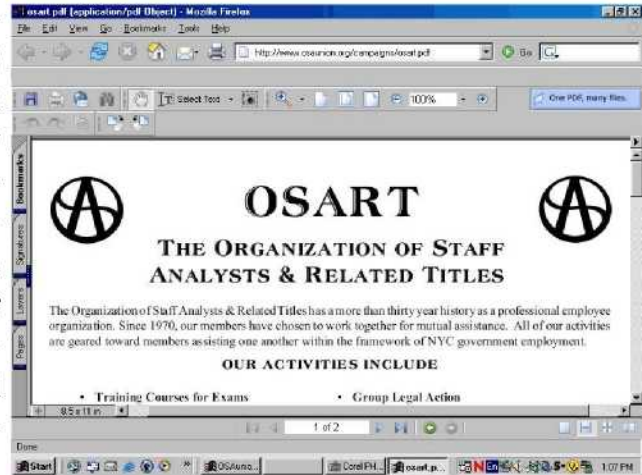 osart.pdf (application/pdf Object) - Mozilla Firefox
File Edit View Go Bookmarks Tools Help
http://www.osaunion.org/campaigns/osart.pdf Go
Select Text 100% One PDF, many files.
Bookmarks
Signatures
Layers
Pages
OSART
THE ORGANIZATION OF STAFF
ANALYSTS & RELATED TITLES
The Organization of Staff Analysts & Related Titles has a more than thirty year history as a professional employee
organization. Since 1970, our members have chosen to work together for mutual assistance. All of our activities
are geared toward members assisting one another within the framework of NYC government employment.
OUR ACTIVITIES INCLUDE
• Training Courses for Exams • Group Legal Action
8.5 x 11 in
1 of 2
Done
Start OSAunio... Corel PH... osart.p... 1:07 PM